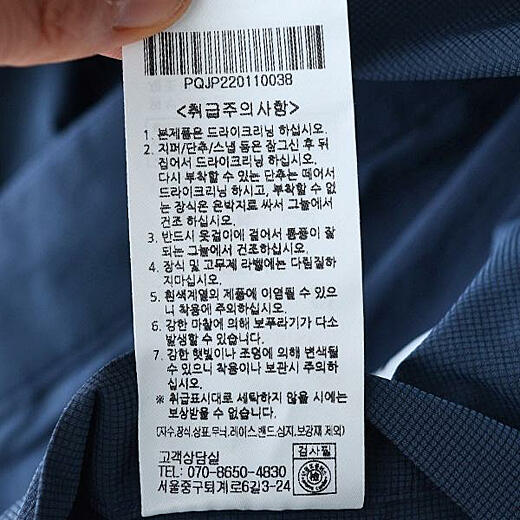 PQJP220110038
<취급주의사항>
1. 본제품은 드라이크리닝 하십시오.
2. 지퍼/단추/스냅 등은 잠그신 후 뒤
집어서 드라이크리닝 하십시오.
다시 부착할 수 있는 단추는 떼어서
드라이크리닝 하시고, 부착할 수 없
는 장식은 은박지로 싸서 그늘에서
건조 하십시오.
3. 반드시 옷걸이에 걸어서 통풍이 잘
되는 그늘에서 건조하십시오.
4. 장식 및 고무제 라벨에는 다림질하
지마십시오.
5. 흰색계열의 제품에 이염될 수 있으
니 착용에 주의하십시오.
6. 강한 마찰에 의해 보푸라기가 다소
발생할 수 있습니다.
7. 강한 햇빛이나 조명에 의해 변색될
수 있으니 착용이나 보관시 주의하
십시오.
※ 취급표시대로 세탁하지 않을 시에는
보상받을 수 없습니다.
(자수,장식,상표,무늬,레이스,밴드,심지,보강재 제외)
고객상담실
TEL: 070-8650-4830
서울중구퇴계로6길3-24
검사필